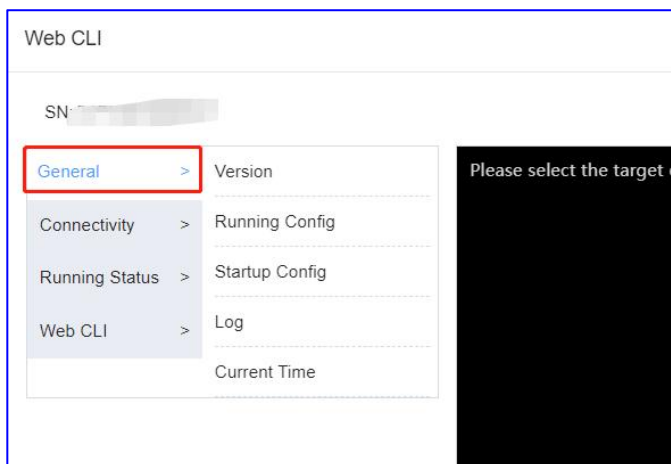 Web CLI
SN:
General >
Connectivity >
Running Status >
Web CLI >
Version
Running Config
Startup Config
Log
Current Time
Please select the target